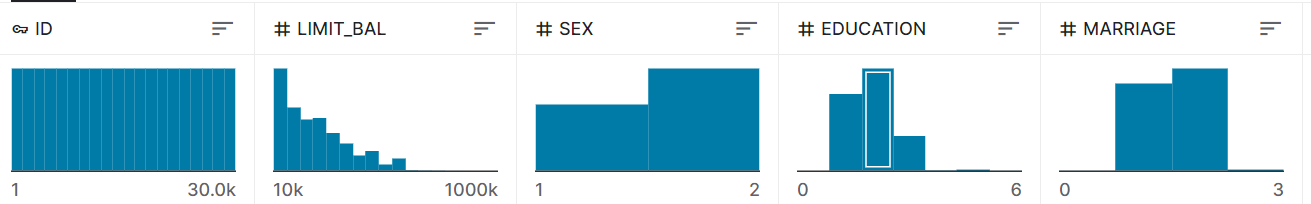 ID
LIMIT_BAL
SEX
EDUCATION
MARRIAGE
1 30.0k
10k 1000k
1 2
0 6
0 3